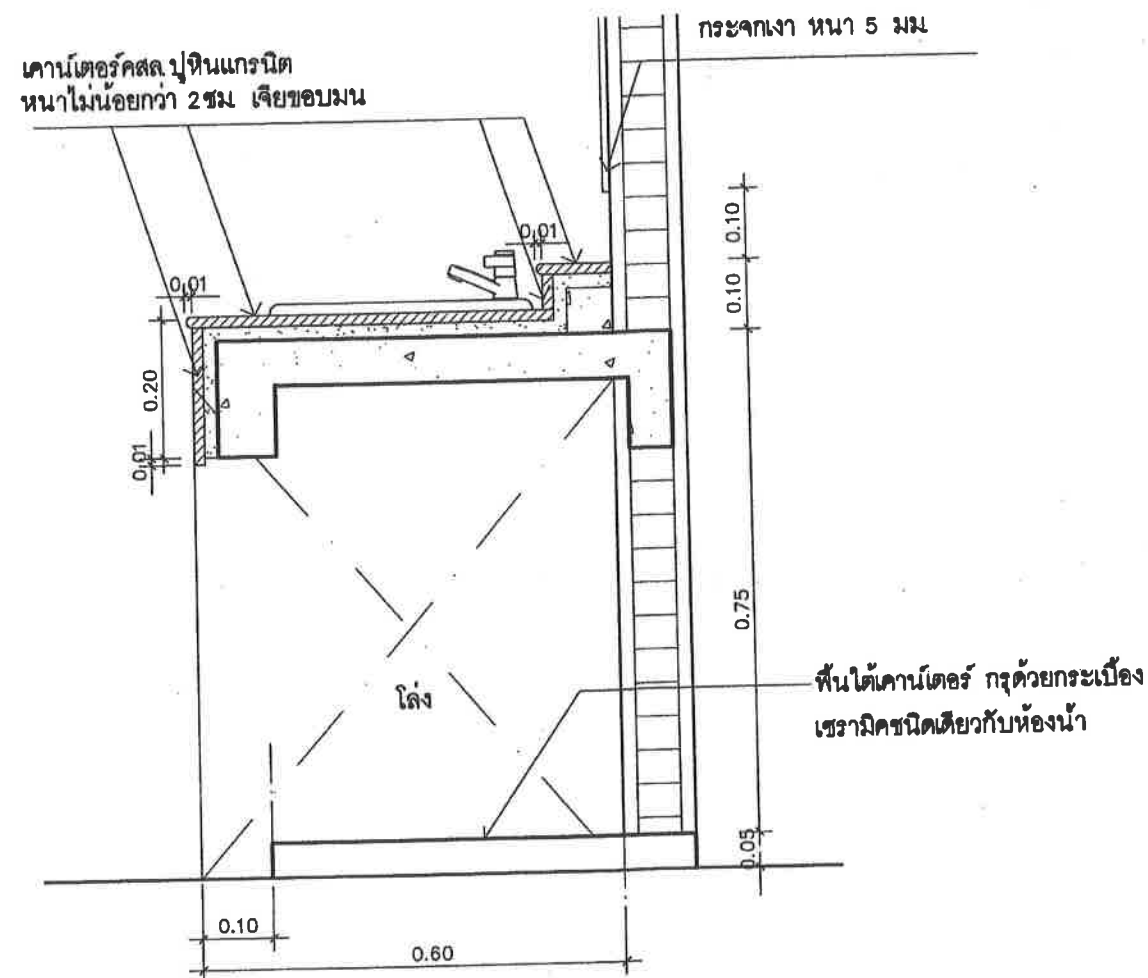 กระจกเงา หนา 5 มม.
เคาน์เตอร์คสล.ปูหินแกรนิต
หนาไม่น้อยกว่า 2ซม. เจียขอบมน
0.10
0.01
0.10
0.01
0.20
0.01
0.75
โล่ง
พื้นใต้เคาน์เตอร์ กรุด้วยกระเบื้อง
เซรามิคชนิดเดียวกับห้องน้ำ
0.05
0.10
0.60